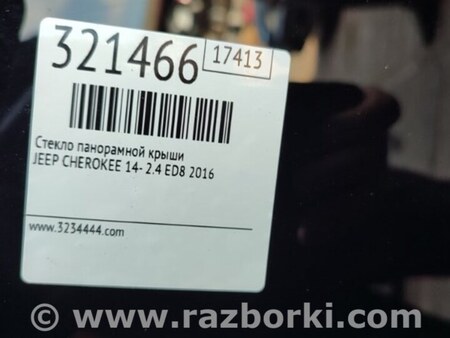 321466
17413
Стекло панорамной крыши
JEEP CHEROKEE 14- 2.4 ED8 2016
www.3234444.com
© www.razborki.com